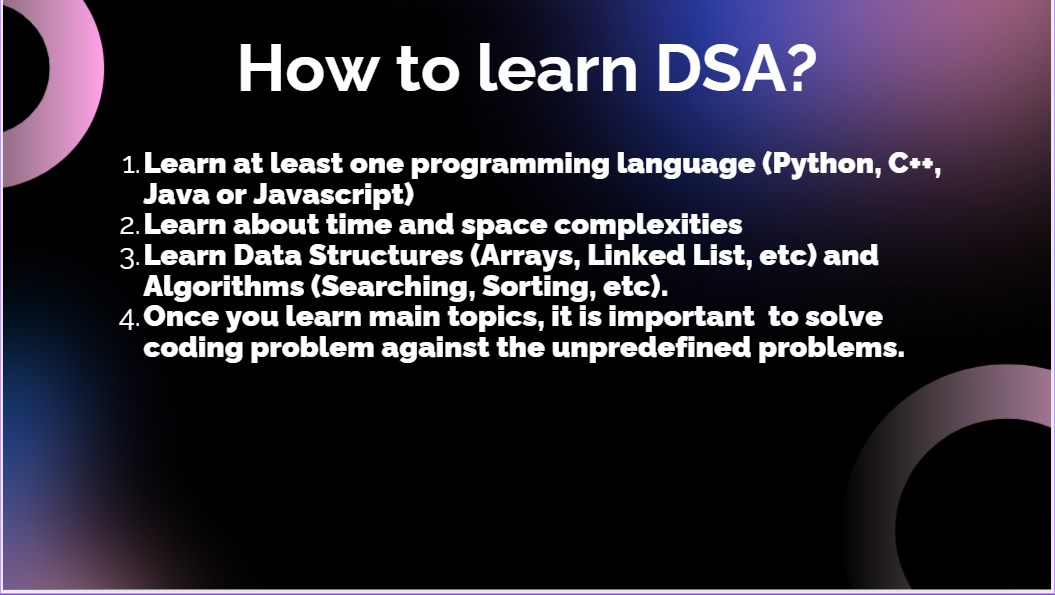 How to learn DSA?
1. Learn at least one programming language (Python, C++,
Java or Javascript)
2. Learn about time and space complexities
3. Learn Data Structures (Arrays, Linked List, etc) and
Algorithms (Searching, Sorting, etc).
4. Once you learn main topics, it is important  to solve
coding problem against the unpredefined problems.